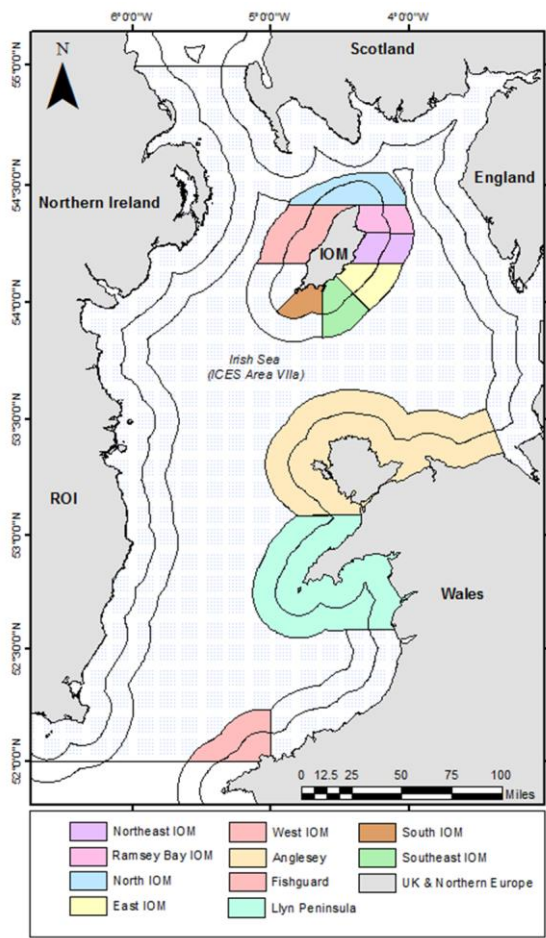 6°0'0"W 5°0'0"W 4°0'0"W
N
Scotland
55°0'0"N
54°30'0"N
England
Northern Ireland
IOM
54°0'0"N
Irish Sea
(ICES Area VIIa)
53°30'0"N
ROI
53°0'0"N
Wales
52°30'0"N
52°0'0"N
0 12.5 25 50 75 100
Miles
Northeast IOM West IOM South IOM
Ramsey Bay IOM Anglesey Southeast IOM
North IOM Fishguard UK & Northern Europe
East IOM Llyn Peninsula